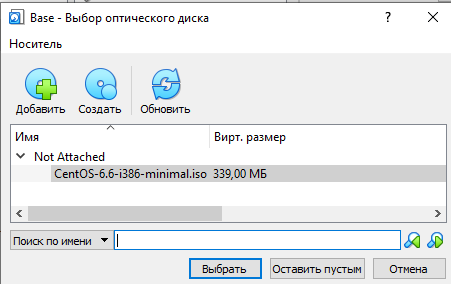 Base - Выбор оптического диска
Носитель
Добавить Создать Обновить
Имя Вирт. размер
Not Attached
CentOS-6.6-i386-minimal.iso 339,00 МБ
Поиск по имени
Выбрать Оставить пустым Отмена